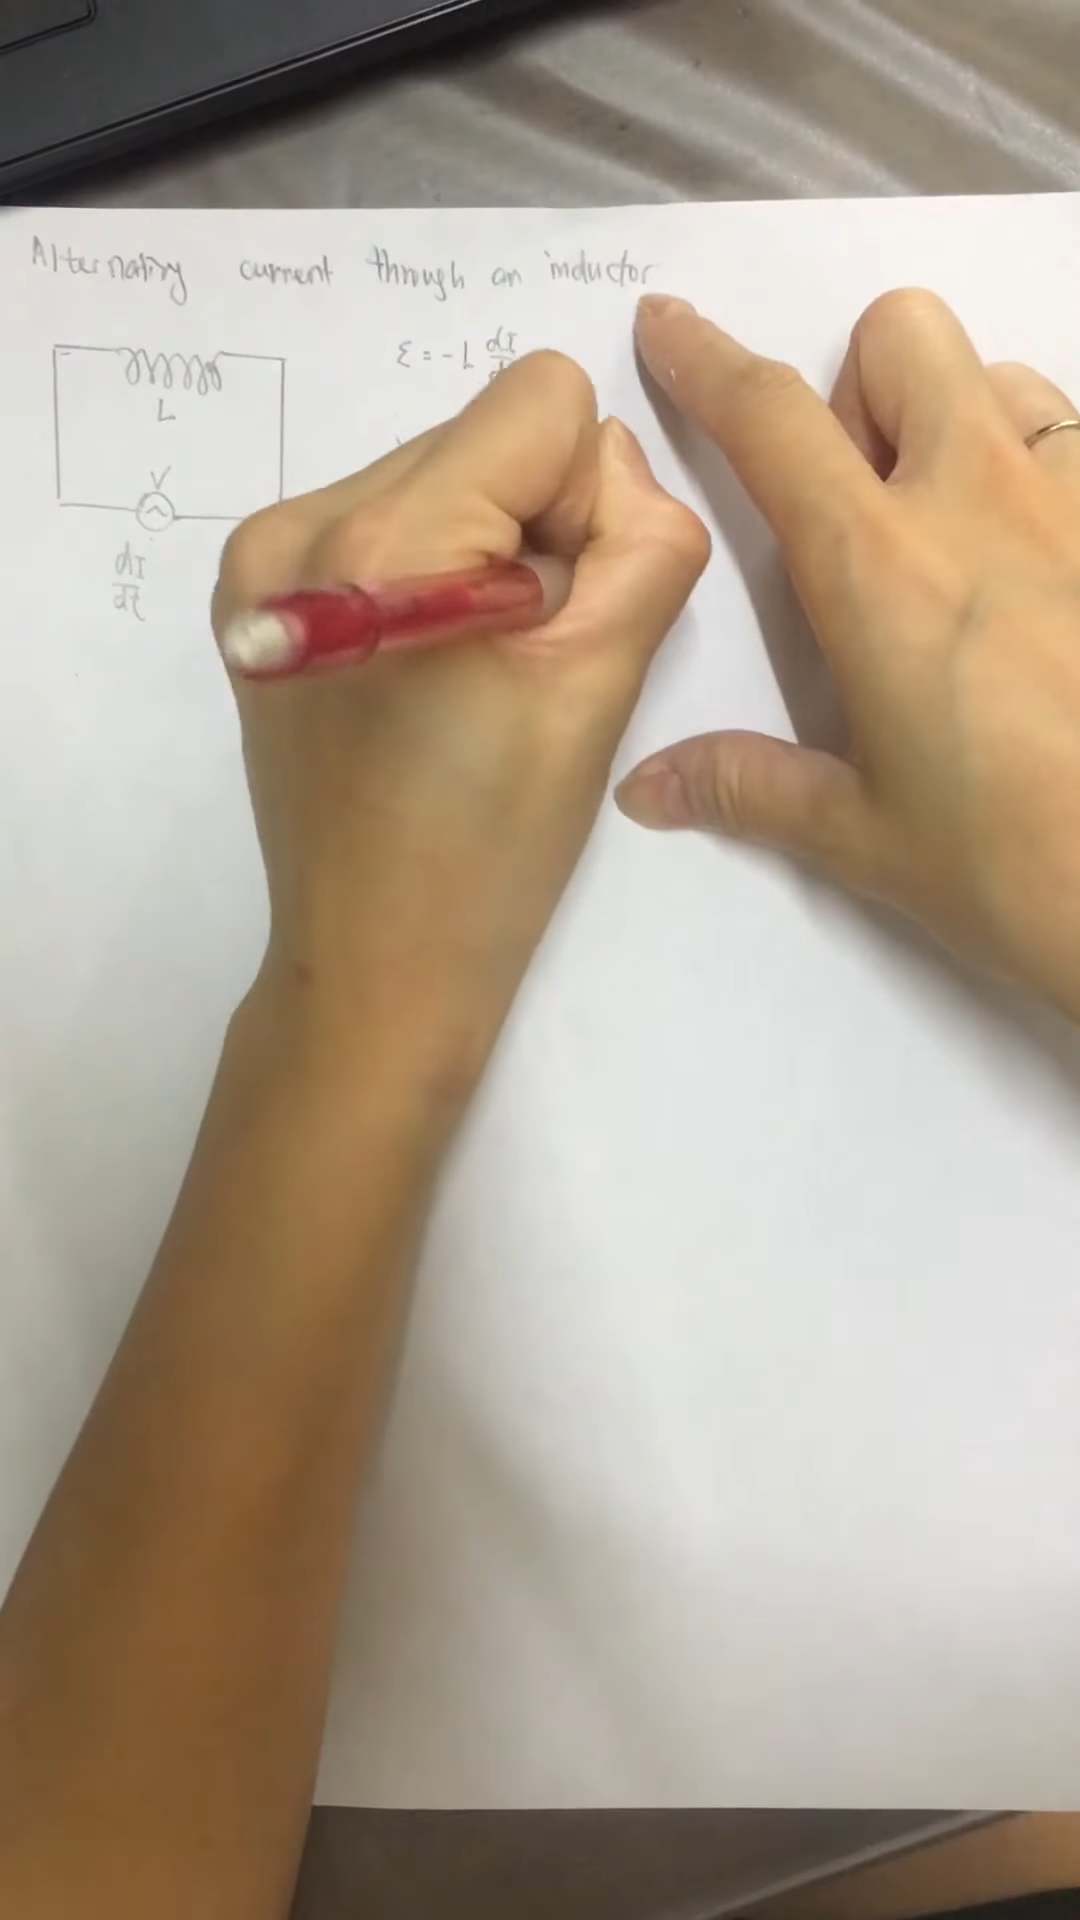 Alternating current through an inductor
ε = -L dI
L
V
dI
dt